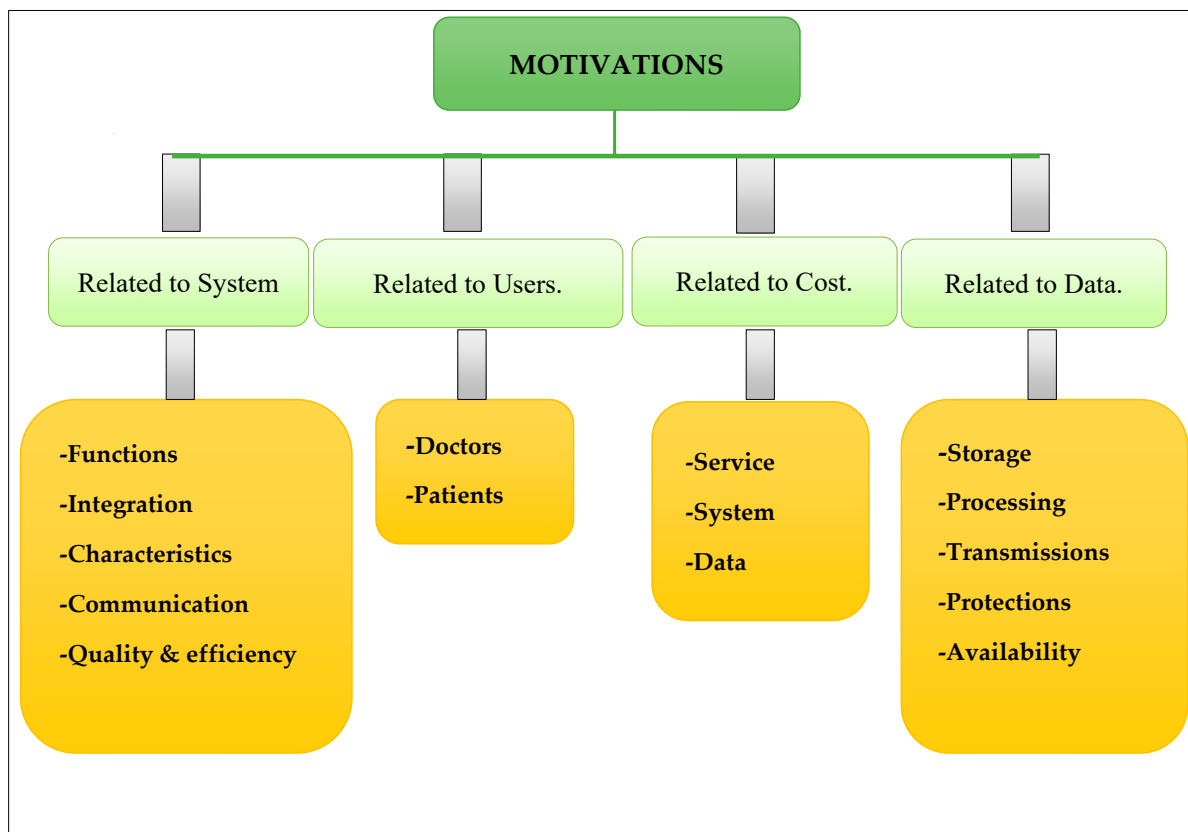 MOTIVATIONS
Related to System
Related to Users.
Related to Cost.
Related to Data.
-Functions
-Integration
-Characteristics
-Communication
-Quality & efficiency
-Doctors
-Patients
-Service
-System
-Data
-Storage
-Processing
-Transmissions
-Protections
-Availability